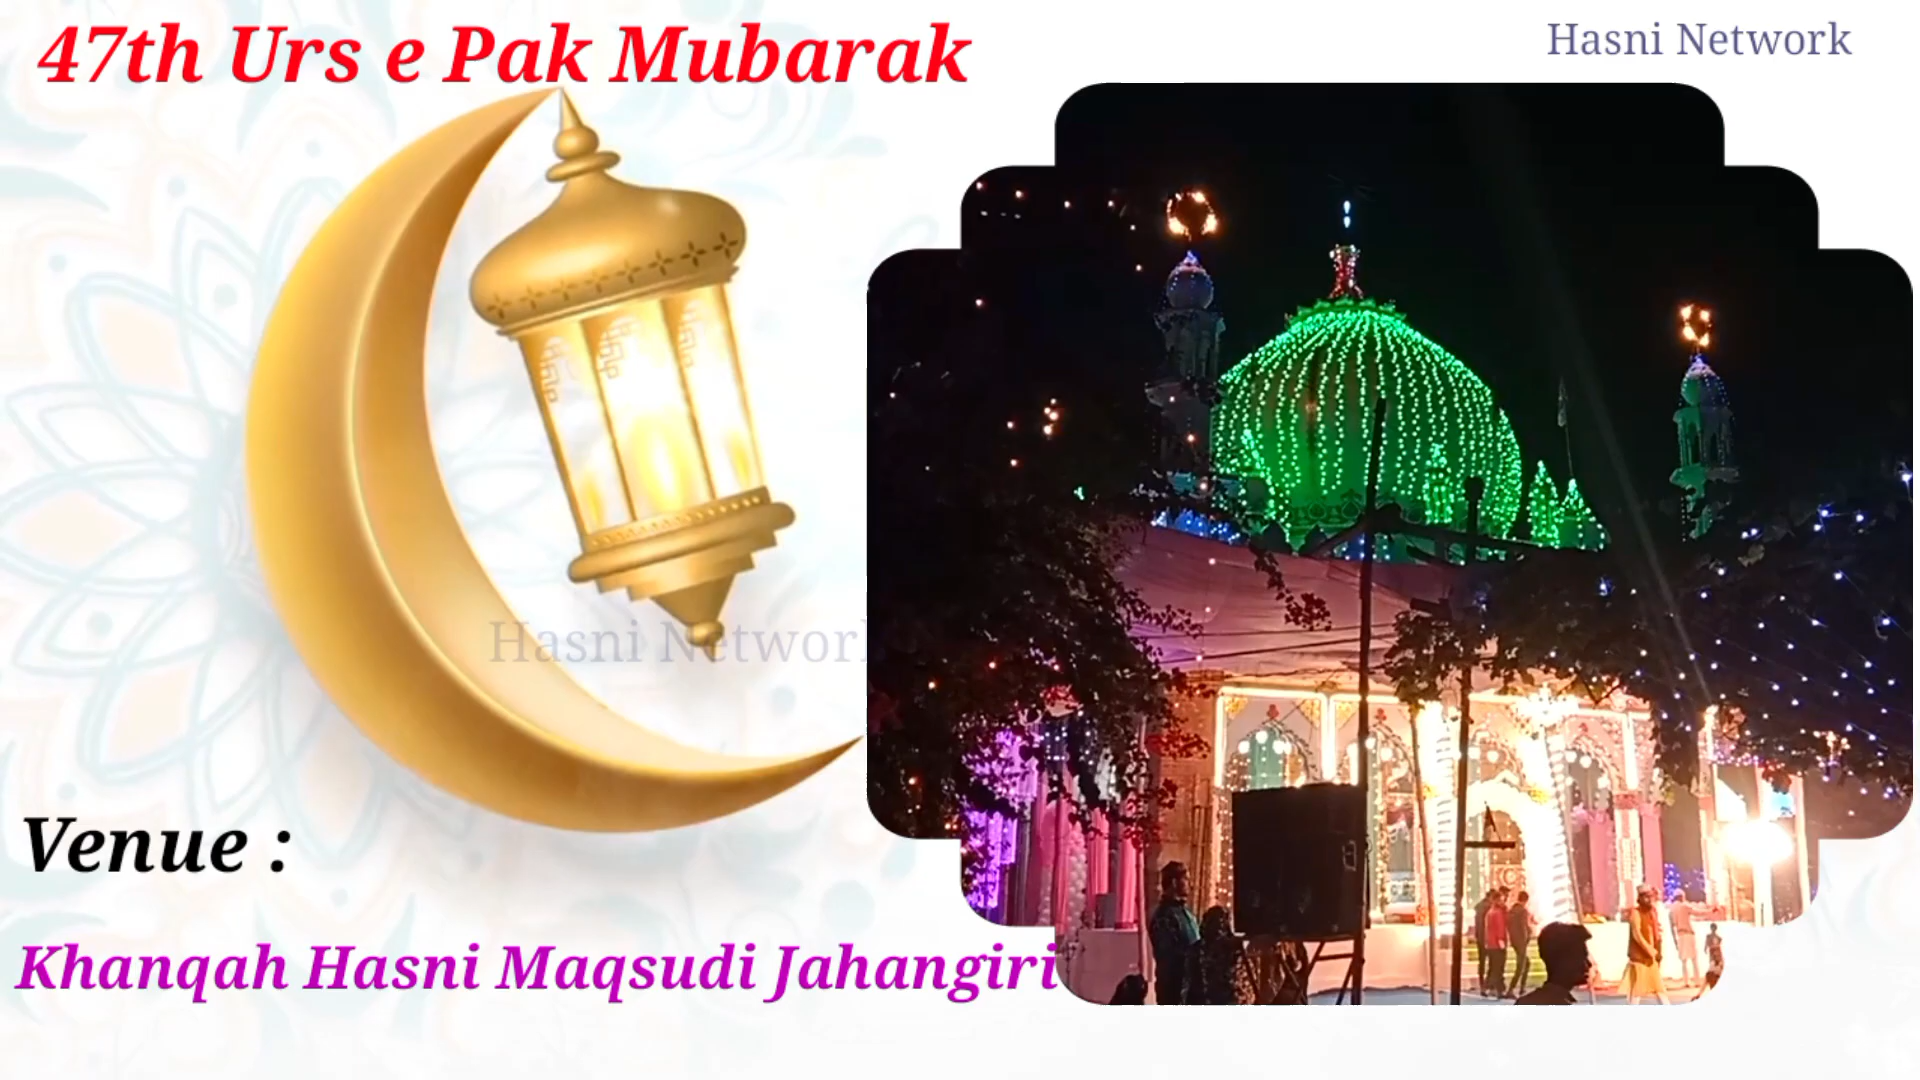 47th Urs e Pak Mubarak
Hasni Network
Hasni Network
Venue :
Khanqah Hasni Maqsudi Jahangiri